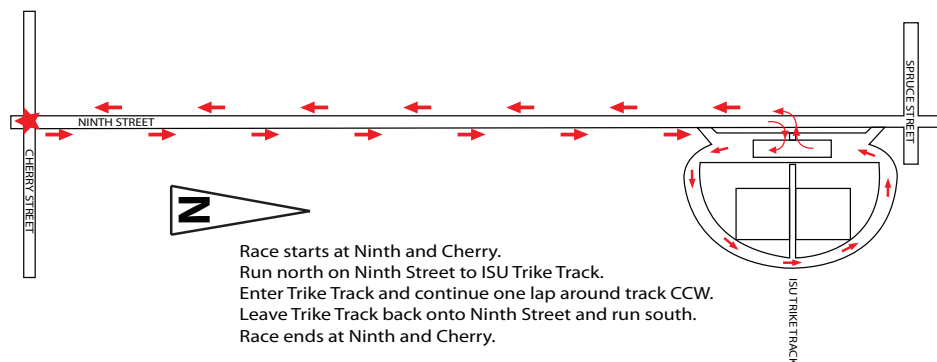 NINTH STREET
CHERRY STREET
SPRUCE STREET
N
Race starts at Ninth and Cherry.
Run north on Ninth Street to ISU Trike Track.
Enter Trike Track and continue one lap around track CCW.
Leave Trike Track back onto Ninth Street and run south.
Race ends at Ninth and Cherry.
ISU TRIKE TRACK